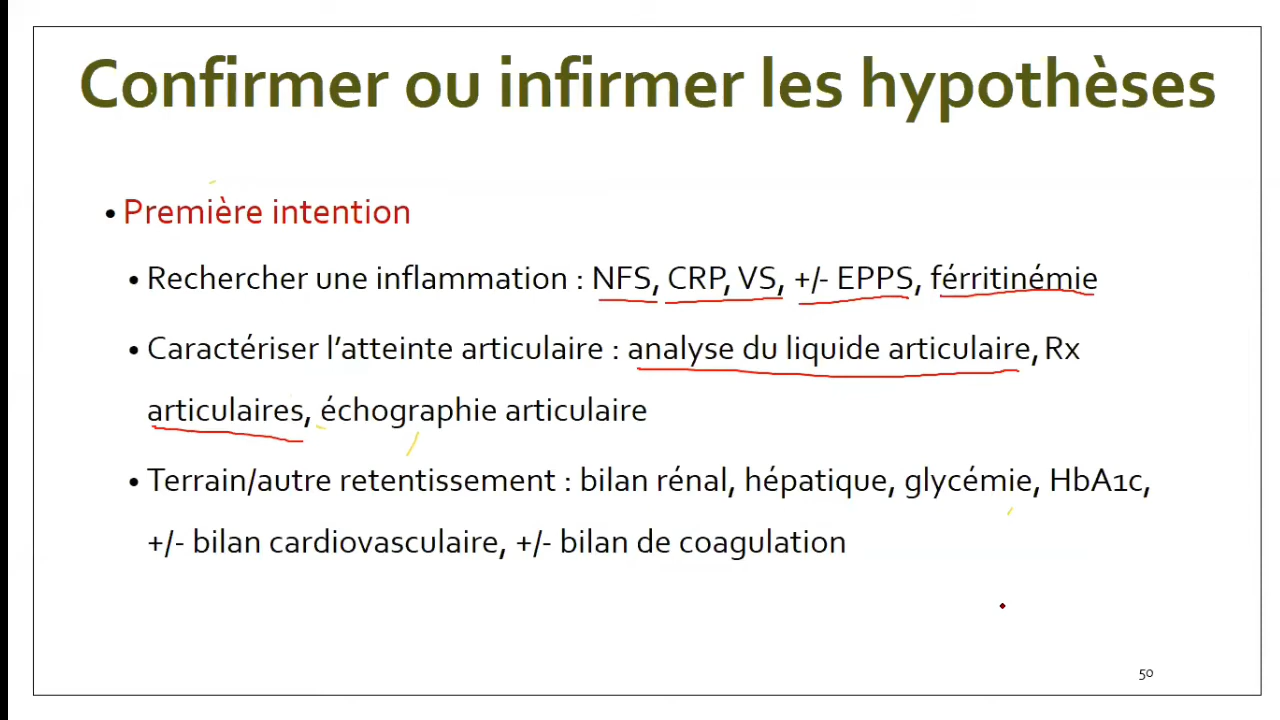 Confirmer ou infirmer les hypothèses
• Première intention
• Rechercher une inflammation : NFS, CRP, VS, +/- EPPS, férritinémie
• Caractériser l'atteinte articulaire : analyse du liquide articulaire, Rx
articulaires, échographie articulaire
• Terrain/autre retentissement : bilan rénal, hépatique, glycémie, HbA1c,
+/- bilan cardiovasculaire, +/- bilan de coagulation
50